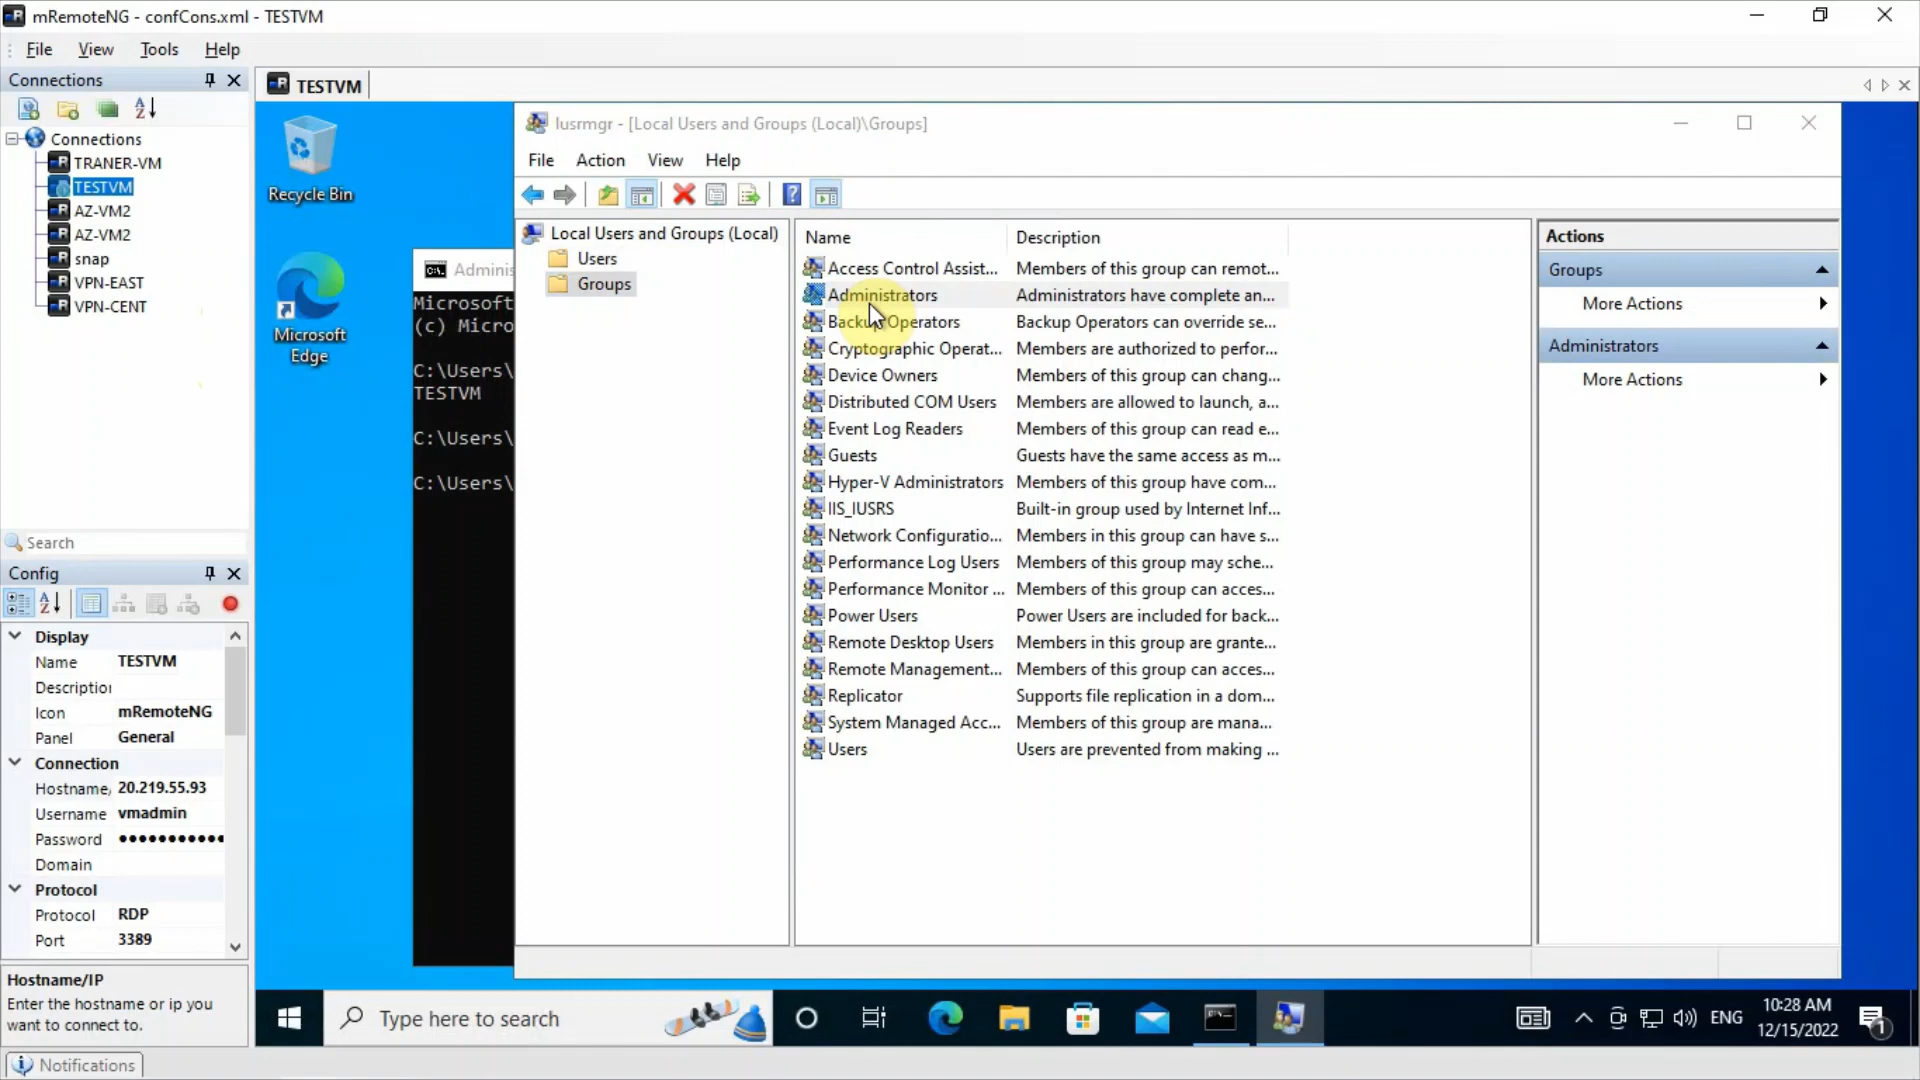 mRemoteNG - confCons.xml - TESTVM
File View Tools Help
Connections
Connections
TRANER-VM
TESTVM
AZ-VM2
AZ-VM2
snap
VPN-EAST
VPN-CENT
Search
Config
Display
Name TESTVM
Description
Icon mRemoteNG
Panel General
Connection
Hostname, 20.219.55.93
Username vmadmin
Password ●●●●●●●●●●●●
Domain
Protocol
Protocol RDP
Port 3389
Hostname/IP
Enter the hostname or ip you
want to connect to.
Notifications
TESTVM
Recycle Bin
Microsoft
Edge
Adminis
Microsoft
(c) Micro
C:\Users\
TESTVM
C:\Users\
C:\Users\
lusrmgr - [Local Users and Groups (Local)\Groups]
File Action View Help
Local Users and Groups (Local)
Users
Groups
Name Description
Access Control Assist... Members of this group can remot...
Administrators Administrators have complete an...
Backup Operators Backup Operators can override se...
Cryptographic Operat... Members are authorized to perfor...
Device Owners Members of this group can chang...
Distributed COM Users Members are allowed to launch, a...
Event Log Readers Members of this group can read e...
Guests Guests have the same access as m...
Hyper-V Administrators Members of this group have com...
IIS_IUSRS Built-in group used by Internet Inf...
Network Configuratio... Members in this group can have s...
Performance Log Users Members of this group may sche...
Performance Monitor ... Members of this group can acces...
Power Users Power Users are included for back...
Remote Desktop Users Members in this group are grante...
Remote Management... Members of this group can acces...
Replicator Supports file replication in a dom...
System Managed Acc... Members of this group are mana...
Users Users are prevented from making ...
Actions
Groups
More Actions
Administrators
More Actions
Type here to search
ENG
10:28 AM
12/15/2022
1